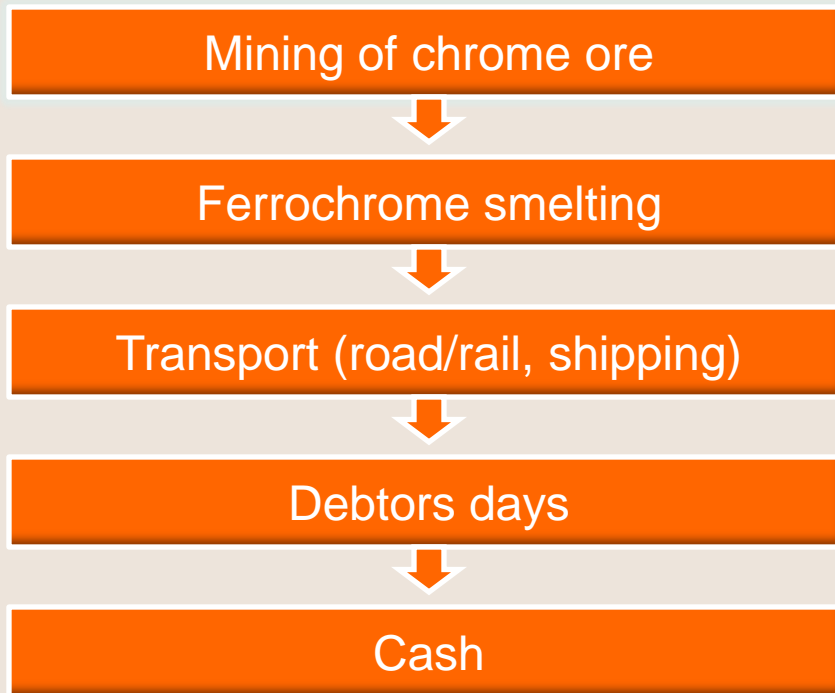 Mining of chrome ore
Ferrochrome smelting
Transport (road/rail, shipping)
Debtors days
Cash